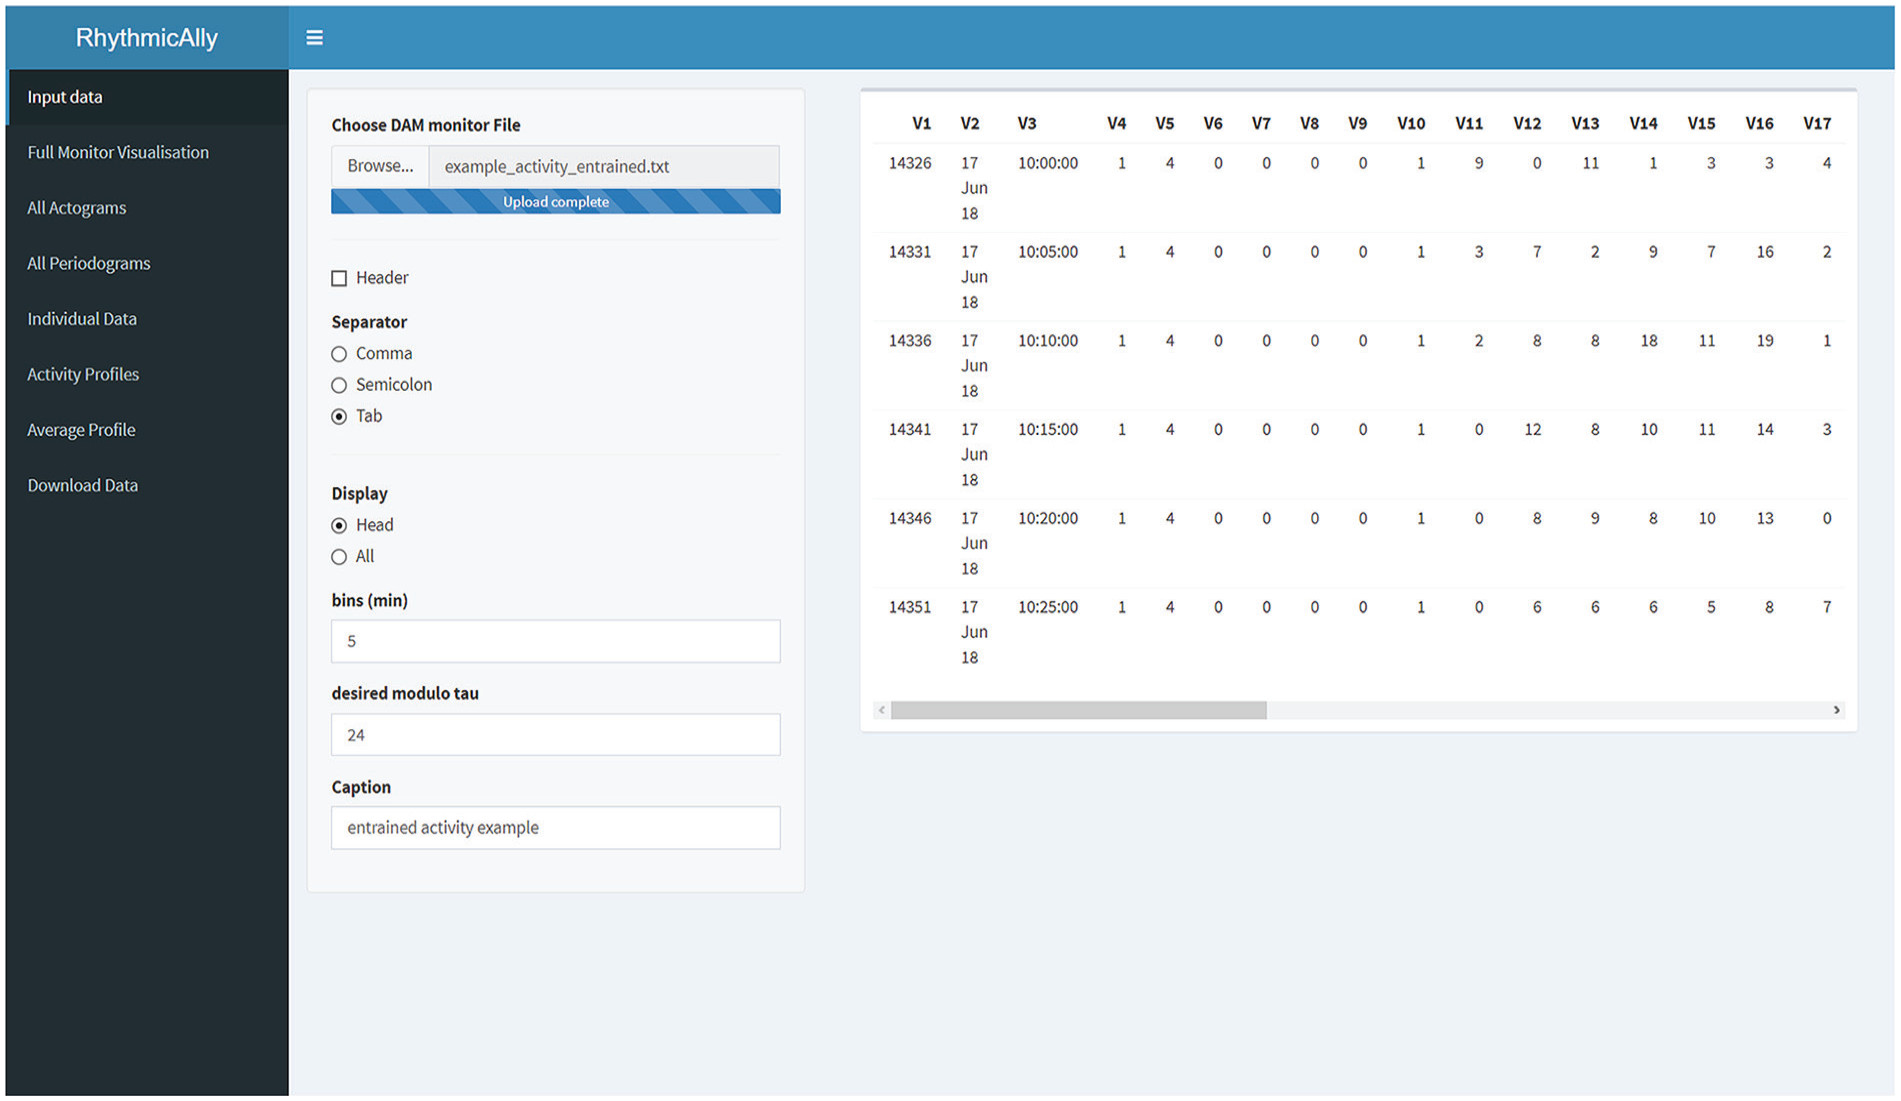 RhythmicAlly
Input data
Full Monitor Visualisation
All Actograms
All Periodograms
Individual Data
Activity Profiles
Average Profile
Download Data
Choose DAM monitor File
Browse... example_activity_entrained.txt
Upload complete
Header
Separator
Comma
Semicolon
Tab
Display
Head
All
bins (min)
5
desired modulo tau
24
Caption
entrained activity example
V1 V2 V3 V4 V5 V6 V7 V8 V9 V10 V11 V12 V13 V14 V15 V16 V17
14326 17 10:00:00 1 4 0 0 0 0 1 9 0 11 1 3 3 4
Jun
18
14331 17 10:05:00 1 4 0 0 0 0 1 3 7 2 9 7 16 2
Jun
18
14336 17 10:10:00 1 4 0 0 0 0 1 2 8 8 18 11 19 1
Jun
18
14341 17 10:15:00 1 4 0 0 0 0 1 0 12 8 10 11 14 3
Jun
18
14346 17 10:20:00 1 4 0 0 0 0 1 0 8 9 8 10 13 0
Jun
18
14351 17 10:25:00 1 4 0 0 0 0 1 0 6 6 6 5 8 7
Jun
18